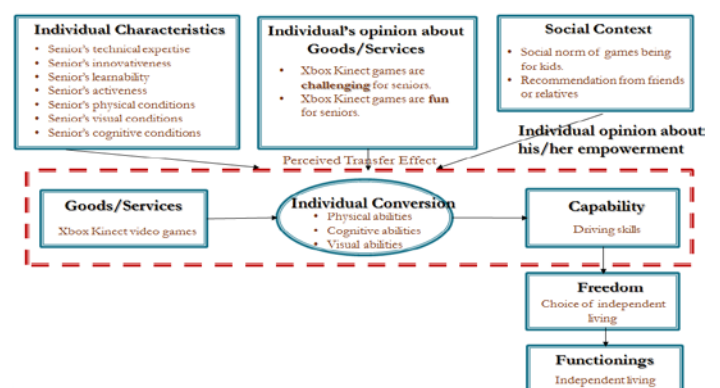 Individual Characteristics
• Senior's technical expertise
• Senior's innovativeness
• Senior's learnability
• Senior's activeness
• Senior's physical conditions
• Senior's visual conditions
• Senior's cognitive conditions
Individual's opinion about
Goods/Services
• Xbox Kinect games are
challenging for seniors.
• Xbox Kinect games are fun
for seniors.
Social Context
• Social norm of games being
for kids.
• Recommendation from friends
or relatives
Individual opinion about
his/her empowerment
Perceived Transfer Effect
Goods/Services
Xbox Kinect video games
Individual Conversion
• Physical abilities
• Cognitive abilities
• Visual abilities
Capability
Driving skills
Freedom
Choice of independent
living
Functionings
Independent living